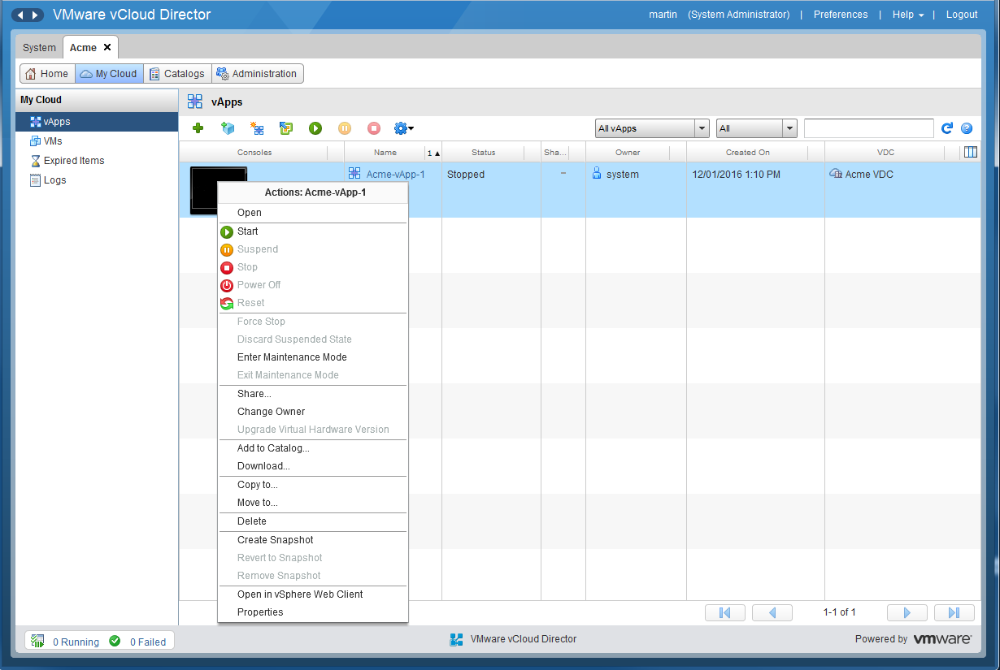 VMware vCloud Director
martin (System Administrator) | Preferences | Help | Logout
System
Acme
Home
My Cloud
Catalogs
Administration
My Cloud
vApps
VMs
Expired Items
Logs
vApps
All vApps
All
Consoles
Name
1
Status
Sha...
Owner
Created On
VDC
Acme-vApp-1
Stopped
–
system
12/01/2016 1:10 PM
Acme VDC
Actions: Acme-vApp-1
Open
Start
Suspend
Stop
Power Off
Reset
Force Stop
Discard Suspended State
Enter Maintenance Mode
Exit Maintenance Mode
Share...
Change Owner
Upgrade Virtual Hardware Version
Add to Catalog...
Download...
Copy to...
Move to...
Delete
Create Snapshot
Revert to Snapshot
Remove Snapshot
Open in vSphere Web Client
Properties
1-1 of 1
0 Running
0 Failed
VMware vCloud Director
Powered by vmware